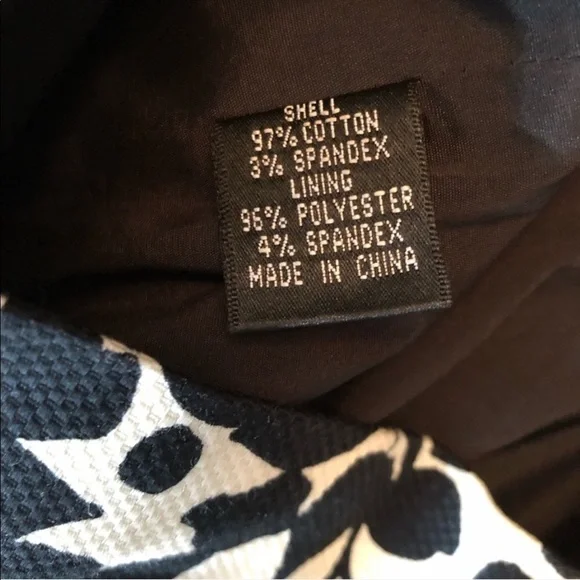 SHELL
97% COTTON
3% SPANDEX
LINING
96% POLYESTER
4% SPANDEX
MADE IN CHINA